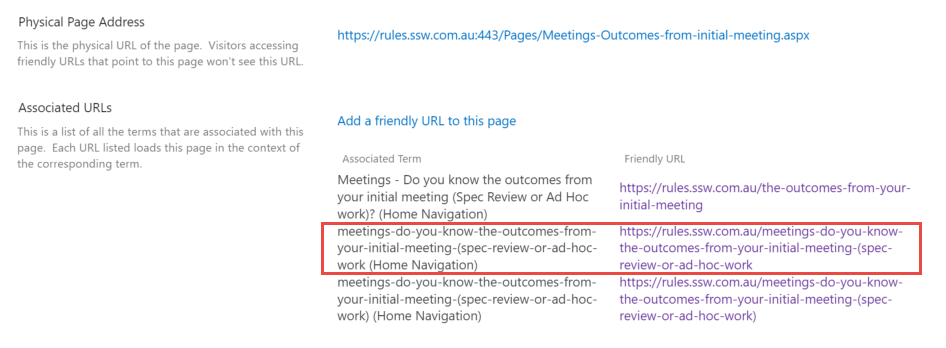 Physical Page Address
This is the physical URL of the page.  Visitors accessing
friendly URLs that point to this page won't see this URL.
https://rules.ssw.com.au:443/Pages/Meetings-Outcomes-from-initial-meeting.aspx
Associated URLs
This is a list of all the terms that are associated with this
page.  Each URL listed loads this page in the context of
the corresponding term.
Add a friendly URL to this page
Associated Term
Friendly URL
Meetings - Do you know the outcomes from
your initial meeting (Spec Review or Ad Hoc
work)? (Home Navigation)
https://rules.ssw.com.au/the-outcomes-from-your-
initial-meeting
meetings-do-you-know-the-outcomes-from-
your-initial-meeting-(spec-review-or-ad-hoc-
work (Home Navigation)
https://rules.ssw.com.au/meetings-do-you-know-
the-outcomes-from-your-initial-meeting-(spec-
review-or-ad-hoc-work
meetings-do-you-know-the-outcomes-from-
your-initial-meeting-(spec-review-or-ad-hoc-
work) (Home Navigation)
https://rules.ssw.com.au/meetings-do-you-know-
the-outcomes-from-your-initial-meeting-(spec-
review-or-ad-hoc-work)